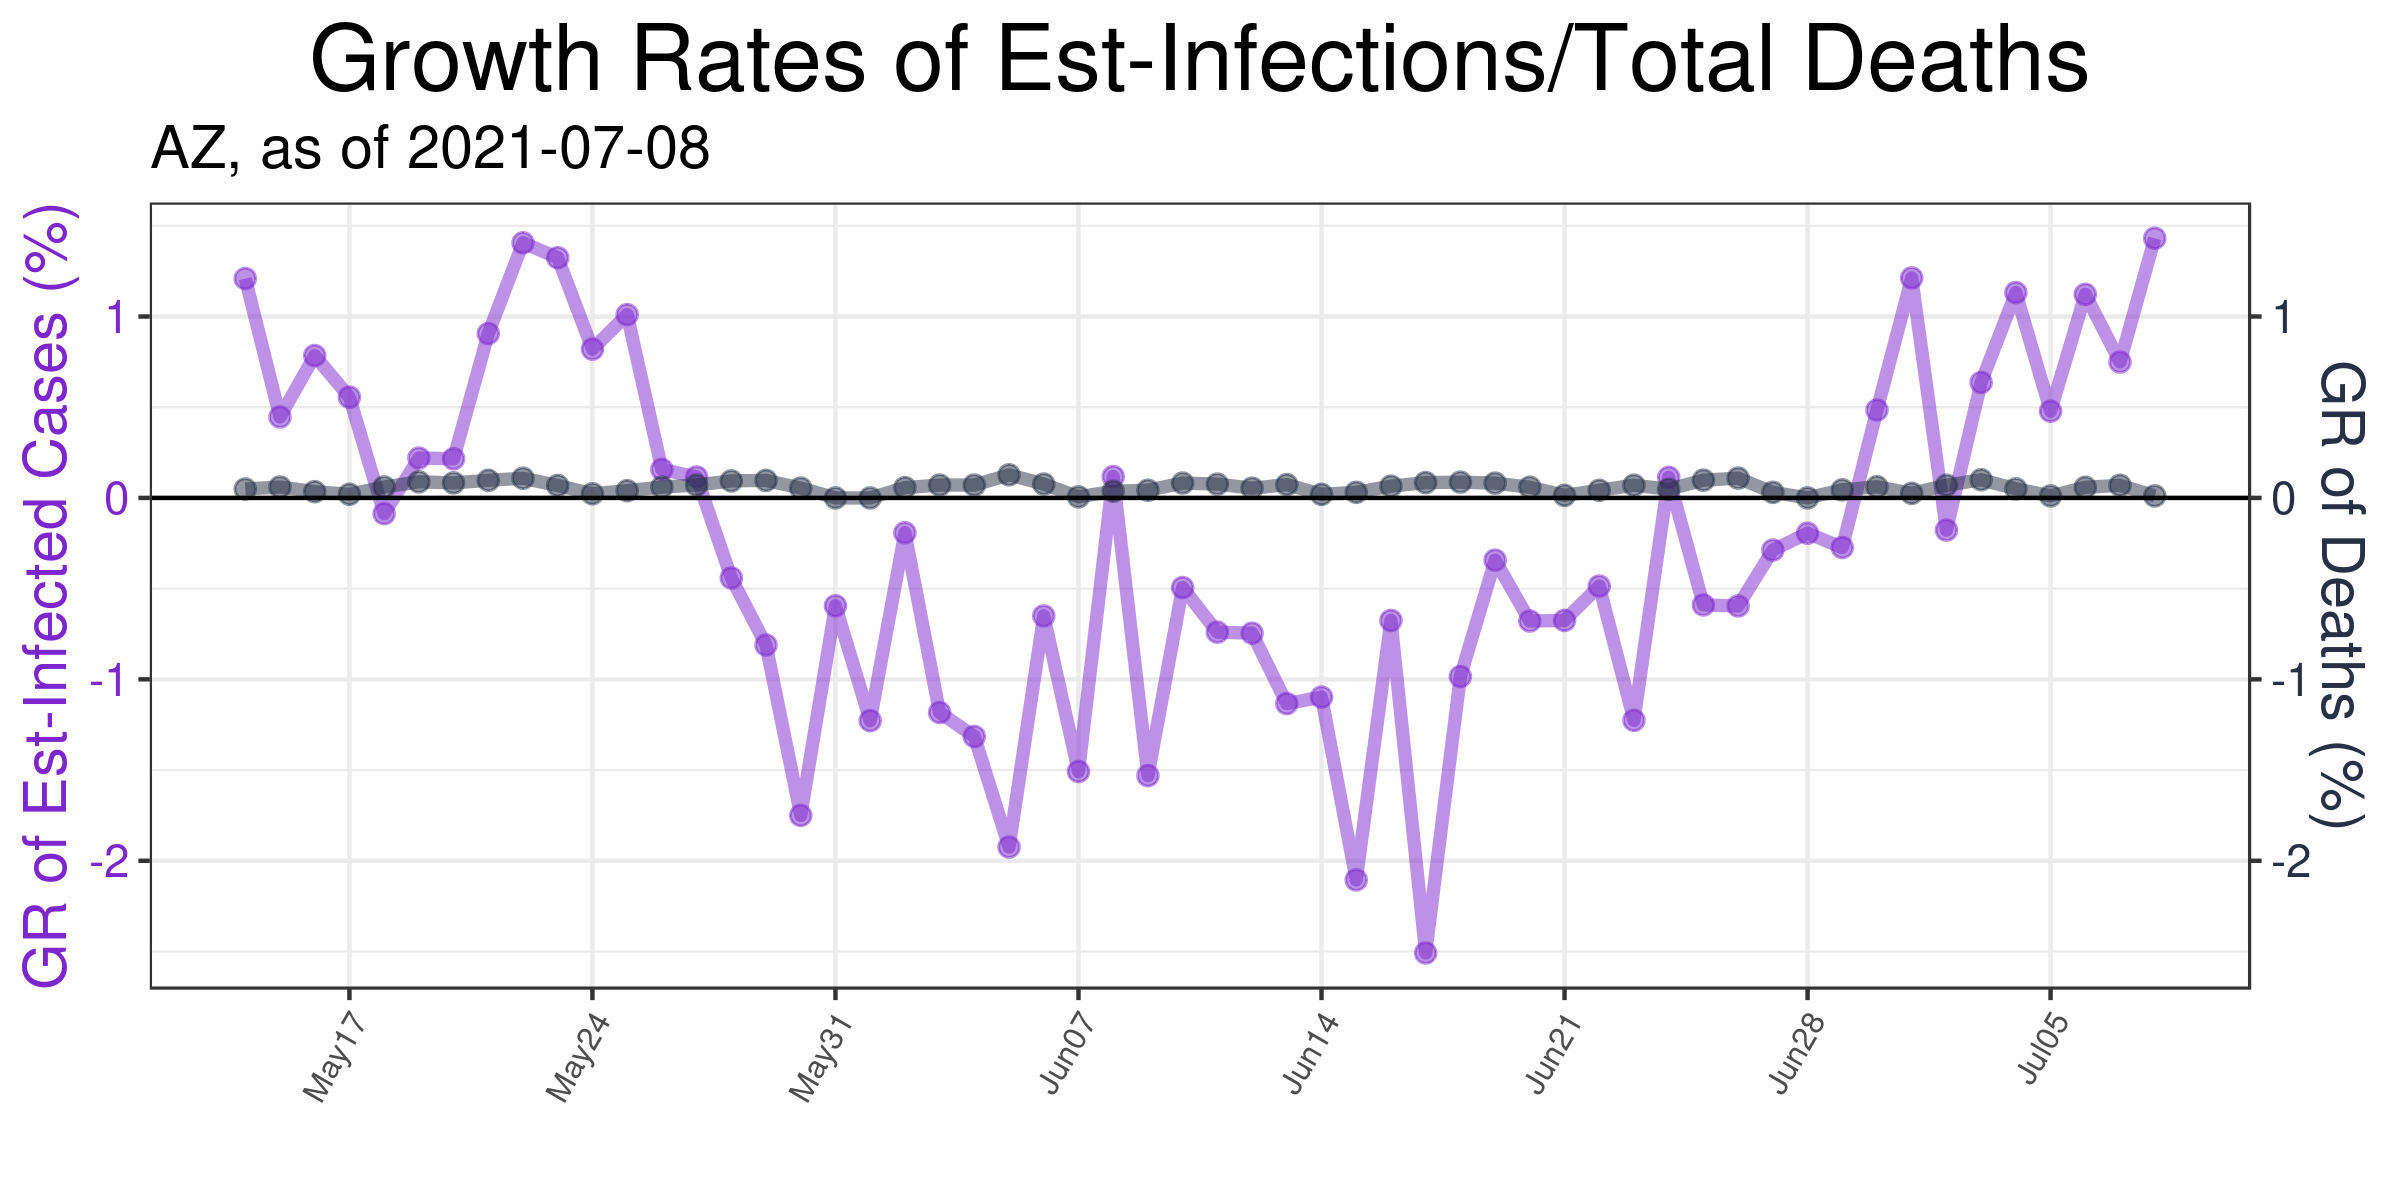 Growth Rates of Est-Infections/Total Deaths
AZ, as of 2021-07-08
GR of Est-Infected Cases (%)
1
0
-1
-2
1
0
-1
-2
GR of Deaths (%)
May17
May24
May31
Jun07
Jun14
Jun21
Jun28
Jul05